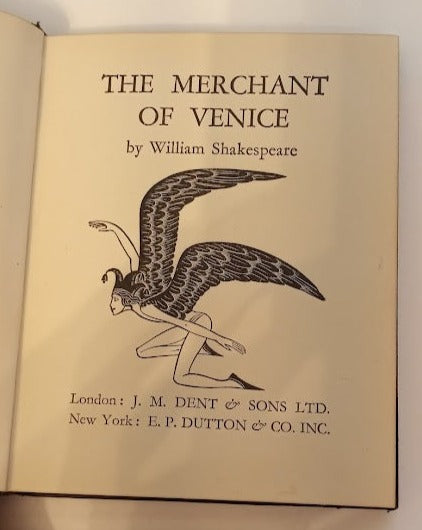 THE MERCHANT
OF VENICE
by William Shakespeare
London: J. M. DENT & SONS LTD.
New York: E. P. DUTTON & CO. INC.